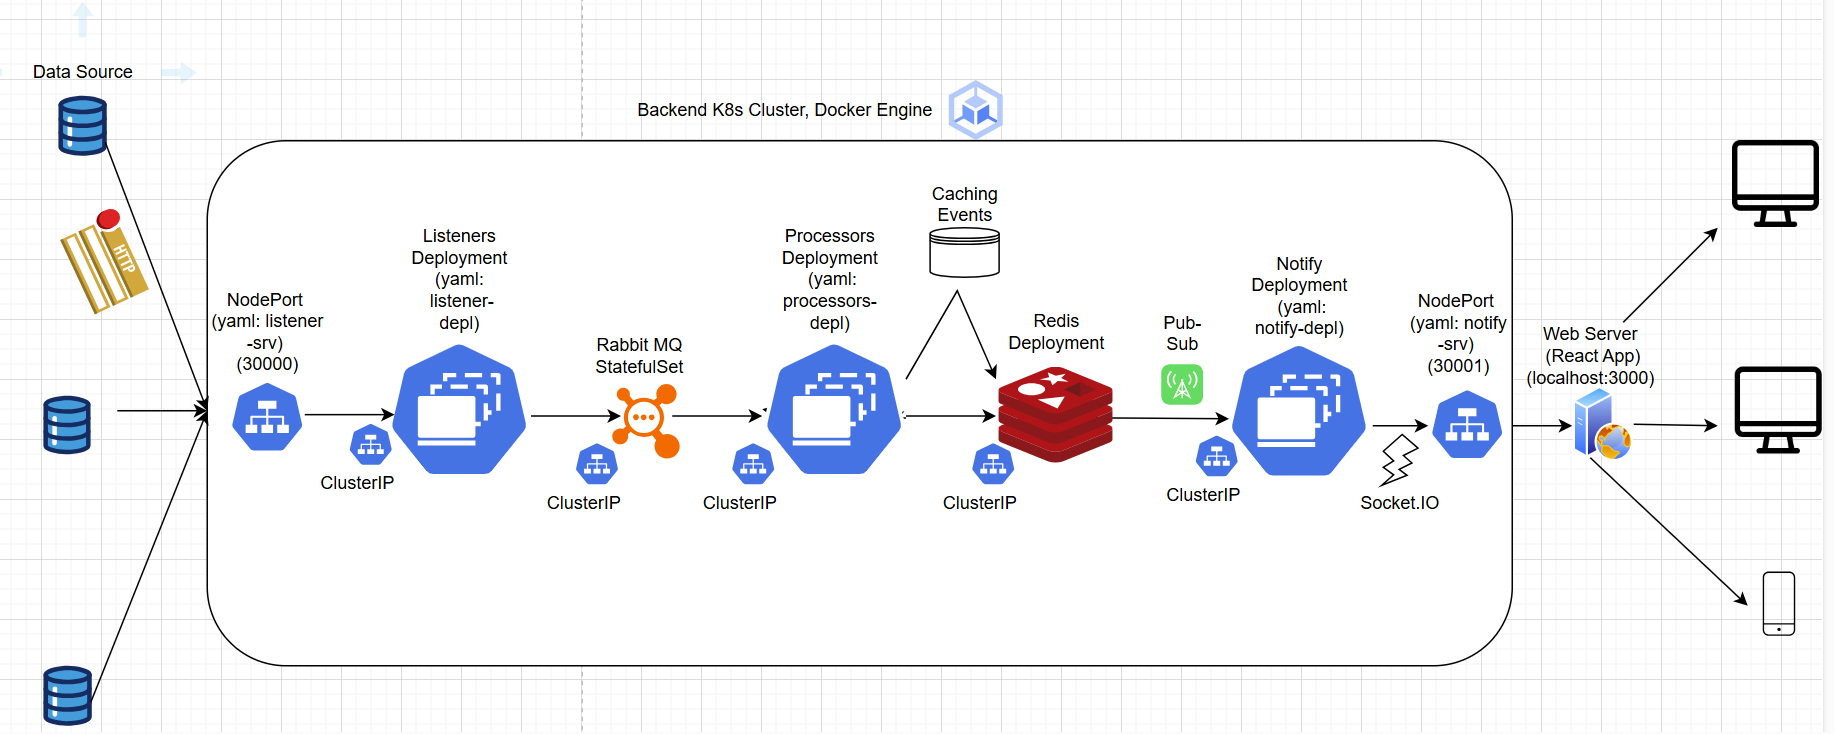 Data Source
HTTP
Backend K8s Cluster, Docker Engine
NodePort
(yaml: listener
-srv)
(30000)
Listeners
Deployment
(yaml:
listener-
depl)
ClusterIP
Rabbit MQ
StatefulSet
ClusterIP
Processors
Deployment
(yaml:
processors-
depl)
ClusterIP
Caching
Events
Redis
Deployment
ClusterIP
Pub-
Sub
Notify
Deployment
(yaml:
notify-depl)
ClusterIP
Socket.IO
NodePort
(yaml: notify
-srv)
(30001)
Web Server
(React App)
(localhost:3000)